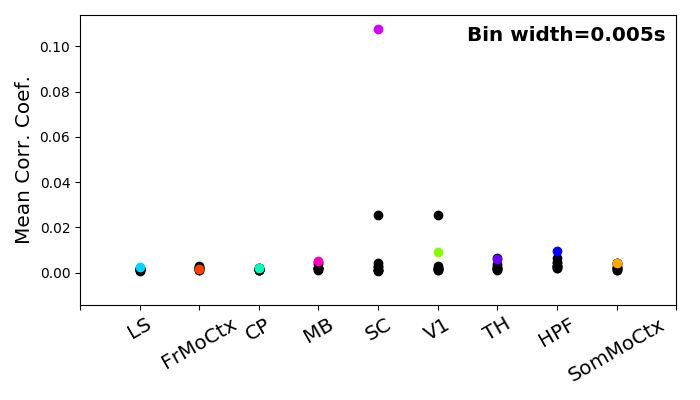 Bin width=0.005s
Mean Corr. Coef.
0.10
0.08
0.06
0.04
0.02
0.00
LS
FrMoCtx
CP
MB
SC
V1
TH
HPF
SomMoCtx